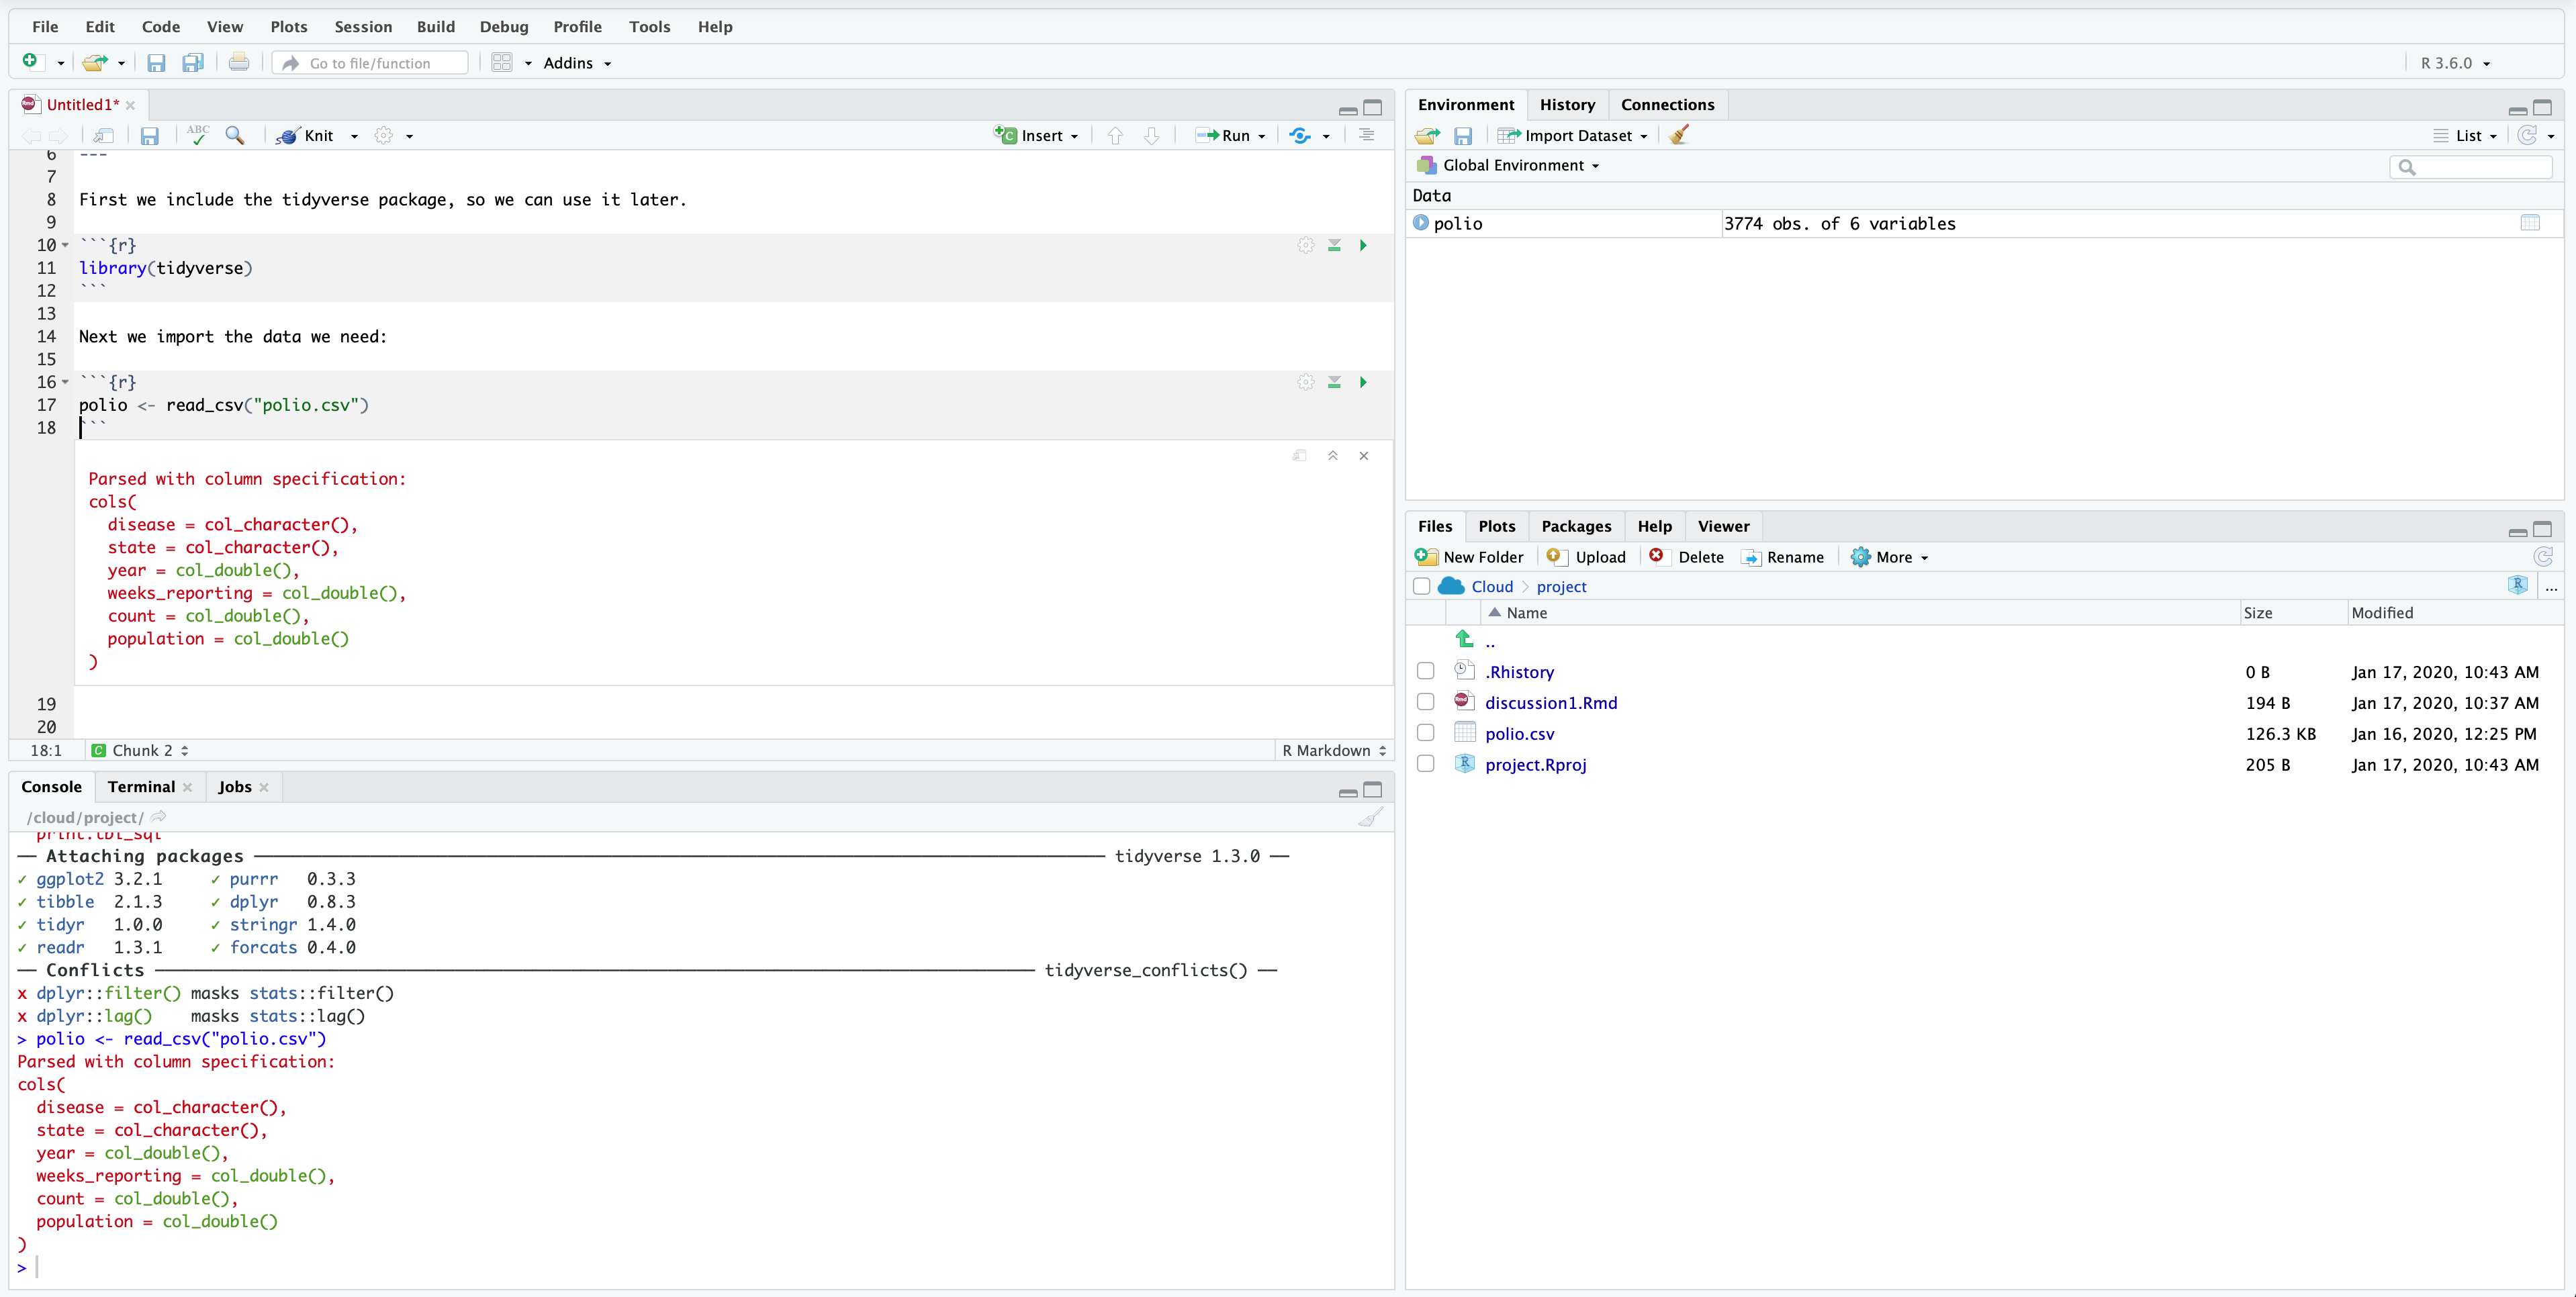 File Edit Code View Plots Session Build Debug Profile Tools Help
Go to file/function Addins R 3.6.0
Untitled1*
ABC Knit Insert Run
6 ---
7
8 First we include the tidyverse package, so we can use it later.
9
10 ```{r}
11 library(tidyverse)
12 ```
13
14 Next we import the data we need:
15
16 ```{r}
17 polio <- read_csv("polio.csv")
18 ```
Parsed with column specification:
cols(
  disease = col_character(),
  state = col_character(),
  year = col_double(),
  weeks_reporting = col_double(),
  count = col_double(),
  population = col_double()
)
19
20
18:1 C Chunk 2 R Markdown
Console Terminal Jobs
/cloud/project/
print.tbl_sql
── Attaching packages ── tidyverse 1.3.0 ──
✓ ggplot2 3.2.1 ✓ purrr 0.3.3
✓ tibble 2.1.3 ✓ dplyr 0.8.3
✓ tidyr 1.0.0 ✓ stringr 1.4.0
✓ readr 1.3.1 ✓ forcats 0.4.0
── Conflicts ── tidyverse_conflicts() ──
x dplyr::filter() masks stats::filter()
x dplyr::lag() masks stats::lag()
> polio <- read_csv("polio.csv")
Parsed with column specification:
cols(
  disease = col_character(),
  state = col_character(),
  year = col_double(),
  weeks_reporting = col_double(),
  count = col_double(),
  population = col_double()
)
>
Environment History Connections
Import Dataset List
Global Environment
Data
polio 3774 obs. of 6 variables
Files Plots Packages Help Viewer
New Folder Upload Delete Rename More
Cloud > project R ...
Name Size Modified
..
.Rhistory 0 B Jan 17, 2020, 10:43 AM
discussion1.Rmd 194 B Jan 17, 2020, 10:37 AM
polio.csv 126.3 KB Jan 16, 2020, 12:25 PM
project.Rproj 205 B Jan 17, 2020, 10:43 AM